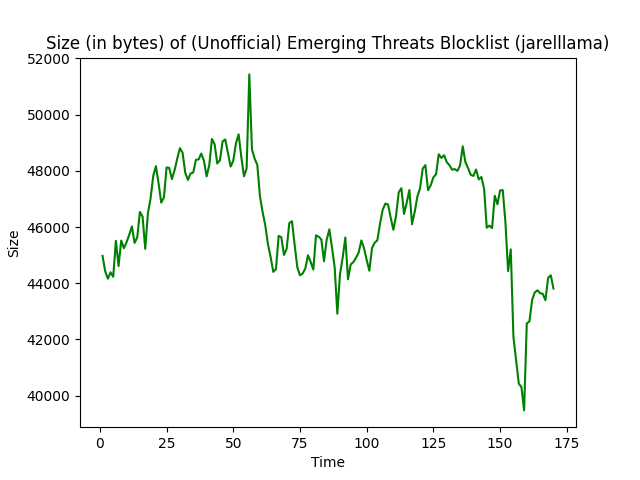 Size (in bytes) of (Unofficial) Emerging Threats Blocklist (jarelllama)
52000
50000
48000
46000
44000
42000
40000
Size
0 25 50 75 100 125 150 175
Time